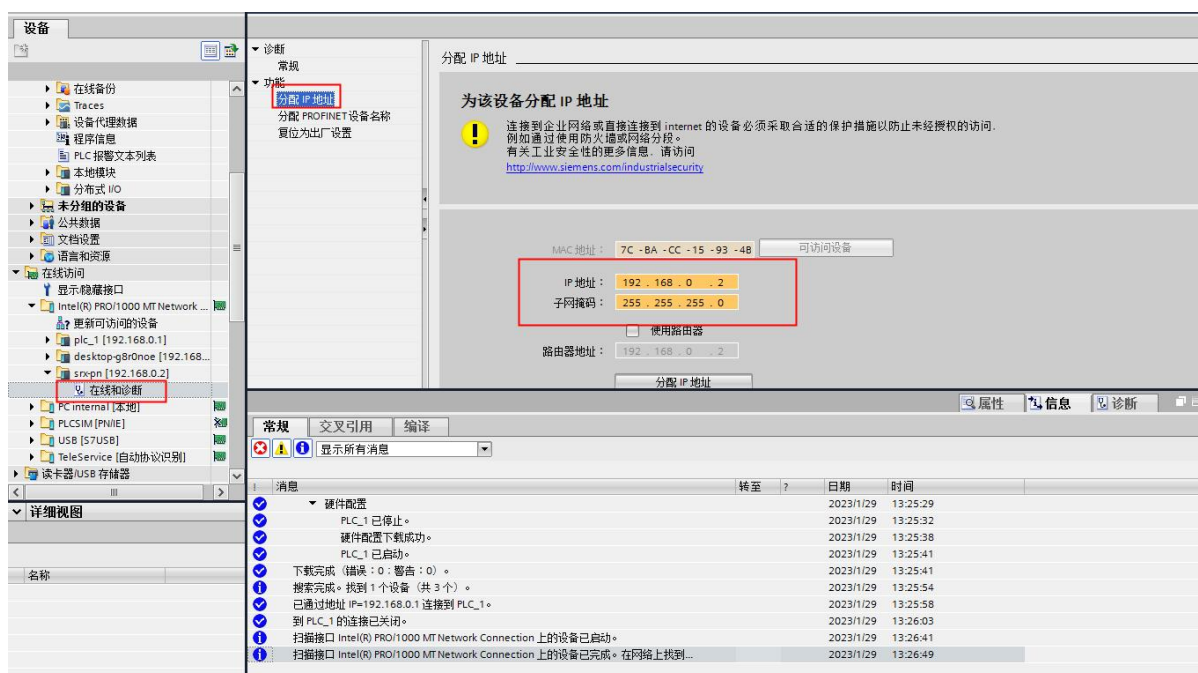 设备
在线备份
Traces
设备代理数据
程序信息
PLC 报警文本列表
本地模块
分布式 I/O
未分组的设备
公共数据
文档设置
语言和资源
在线访问
显示/隐藏接口
Intel(R) PRO/1000 MT Network ...
更新可访问的设备
plc_1 [192.168.0.1]
desktop-g8r0noe [192.168...
srx-pn [192.168.0.2]
在线和诊断
PC internal [本地]
PLCSIM [PN/IE]
USB [S7USB]
TeleService [自动协议识别]
读卡器/USB 存储器
详细视图
名称
诊断
常规
功能
分配 IP 地址
分配 PROFINET 设备名称
复位为出厂设置
分配 IP 地址
为该设备分配 IP 地址
连接到企业网络或直接连接到 internet 的设备必须采取合适的保护措施以防止未经授权的访问.
例如通过使用防火墙或网络分段。
有关工业安全性的更多信息. 请访问
http://www.siemens.com/industrialsecurity
MAC 地址： 7C -BA -CC -15 -93 -4B 可访问设备
IP 地址： 192 . 168 . 0 . 2
子网掩码： 255 . 255 . 255 . 0
使用路由器
路由器地址： 192 . 168 . 0 . 2
分配 IP 地址
属性 信息 诊断
常规 交叉引用 编译
显示所有消息
! 消息 转至 ? 日期 时间
硬件配置 2023/1/29 13:25:29
PLC_1 已停止。 2023/1/29 13:25:32
硬件配置下载成功。 2023/1/29 13:25:38
PLC_1 已启动。 2023/1/29 13:25:41
下载完成（错误：0；警告：0）。 2023/1/29 13:25:41
搜索完成。找到 1 个设备（共 3 个）。 2023/1/29 13:25:54
已通过地址 IP=192.168.0.1 连接到 PLC_1。 2023/1/29 13:25:58
到 PLC_1 的连接已关闭。 2023/1/29 13:26:03
扫描接口 Intel(R) PRO/1000 MT Network Connection 上的设备已启动。 2023/1/29 13:26:41
扫描接口 Intel(R) PRO/1000 MT Network Connection 上的设备已完成。在网络上找到... 2023/1/29 13:26:49